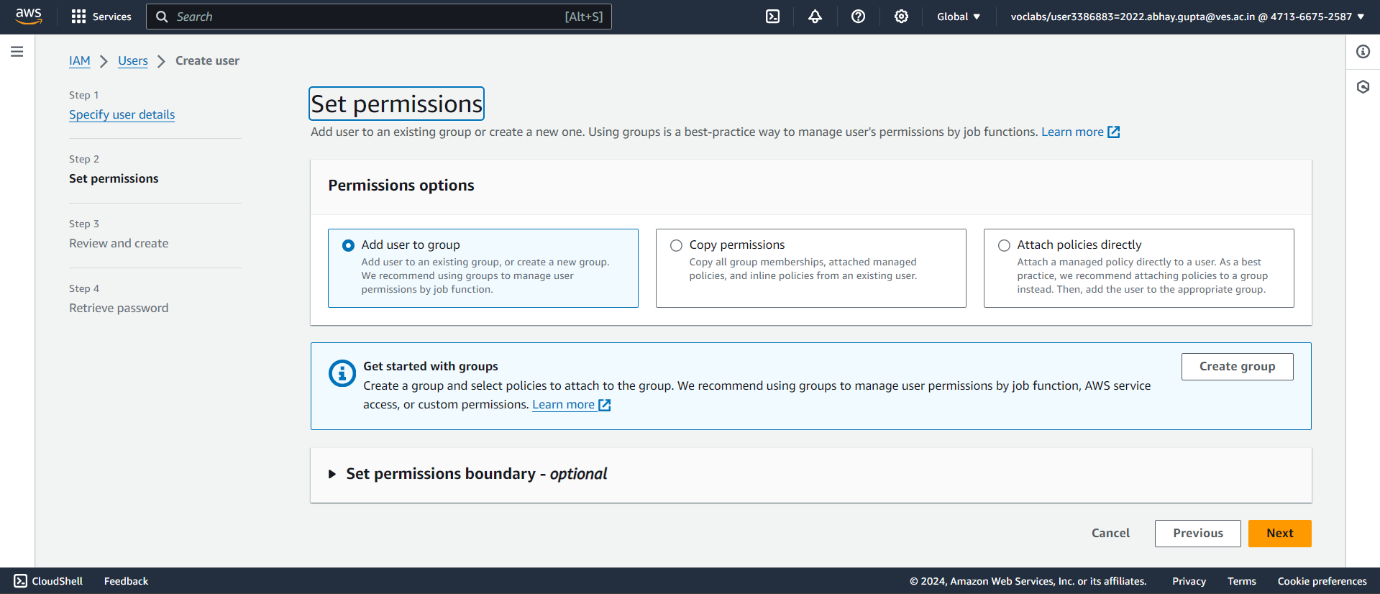 aws
Services
Search
[Alt+S]
Global
voclabs/user3386883=2022.abhay.gupta@ves.ac.in @ 4713-6675-2587
IAM
Users
Create user
Step 1
Specify user details
Step 2
Set permissions
Step 3
Review and create
Step 4
Retrieve password
Set permissions
Add user to an existing group or create a new one. Using groups is a best-practice way to manage user's permissions by job functions. Learn more
Permissions options
Add user to group
Add user to an existing group, or create a new group.
We recommend using groups to manage user
permissions by job function.
Copy permissions
Copy all group memberships, attached managed
policies, and inline policies from an existing user.
Attach policies directly
Attach a managed policy directly to a user. As a best
practice, we recommend attaching policies to a group
instead. Then, add the user to the appropriate group.
Get started with groups
Create a group and select policies to attach to the group. We recommend using groups to manage user permissions by job function, AWS service
access, or custom permissions. Learn more
Create group
Set permissions boundary - optional
Cancel
Previous
Next
CloudShell
Feedback
© 2024, Amazon Web Services, Inc. or its affiliates.
Privacy
Terms
Cookie preferences